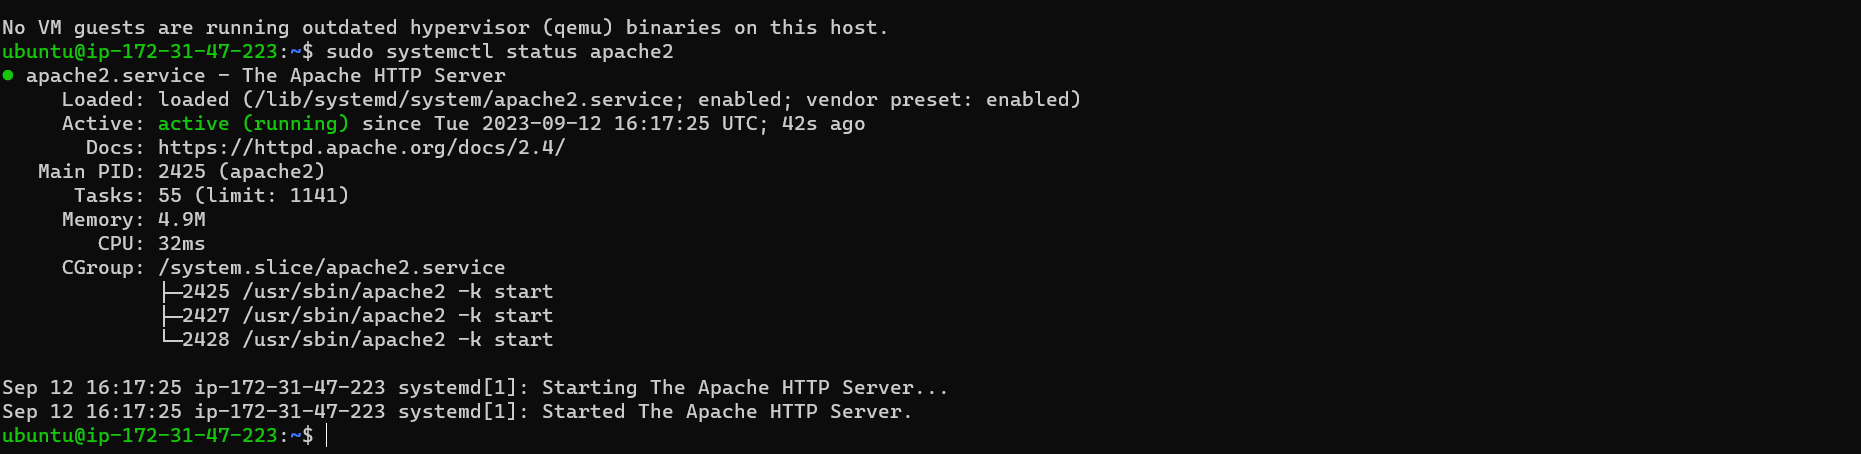 No VM guests are running outdated hypervisor (qemu) binaries on this host.
ubuntu@ip-172-31-47-223:~$ sudo systemctl status apache2
● apache2.service - The Apache HTTP Server
     Loaded: loaded (/lib/systemd/system/apache2.service; enabled; vendor preset: enabled)
     Active: active (running) since Tue 2023-09-12 16:17:25 UTC; 42s ago
       Docs: https://httpd.apache.org/docs/2.4/
   Main PID: 2425 (apache2)
      Tasks: 55 (limit: 1141)
     Memory: 4.9M
        CPU: 32ms
     CGroup: /system.slice/apache2.service
             ├─2425 /usr/sbin/apache2 -k start
             ├─2427 /usr/sbin/apache2 -k start
             └─2428 /usr/sbin/apache2 -k start

Sep 12 16:17:25 ip-172-31-47-223 systemd[1]: Starting The Apache HTTP Server...
Sep 12 16:17:25 ip-172-31-47-223 systemd[1]: Started The Apache HTTP Server.
ubuntu@ip-172-31-47-223:~$